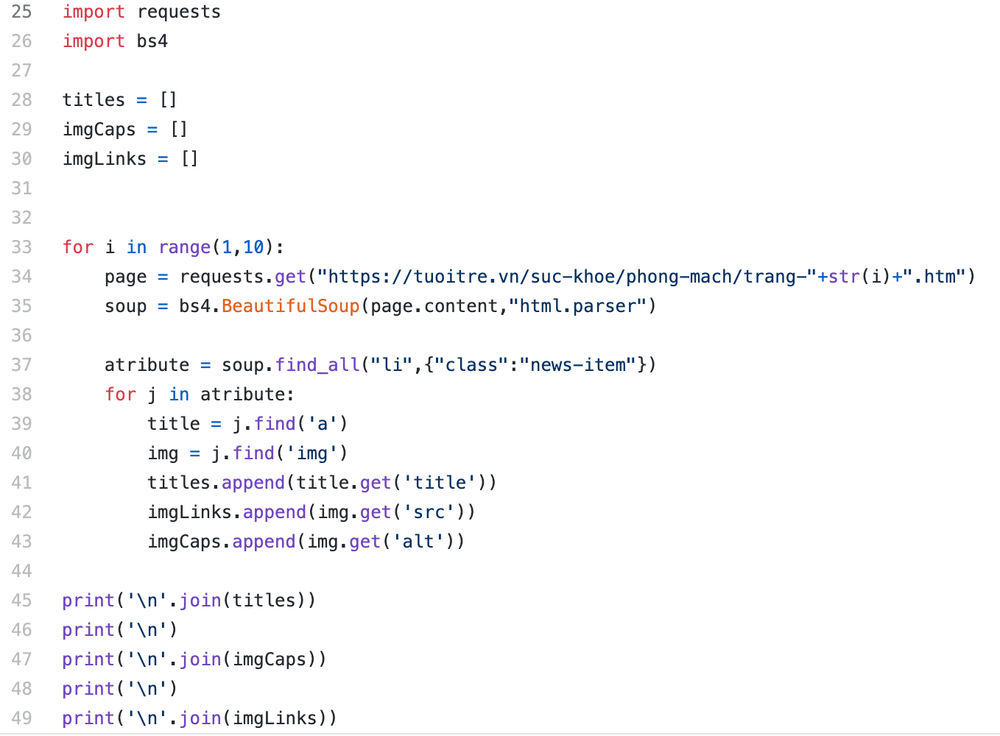 25 import requests
26 import bs4
27
28 titles = []
29 imgCaps = []
30 imgLinks = []
31
32
33 for i in range(1,10):
34     page = requests.get("https://tuoitre.vn/suc-khoe/phong-mach/trang-"+str(i)+".htm")
35     soup = bs4.BeautifulSoup(page.content,"html.parser")
36
37     atribute = soup.find_all("li",{"class":"news-item"})
38     for j in atribute:
39         title = j.find('a')
40         img = j.find('img')
41         titles.append(title.get('title'))
42         imgLinks.append(img.get('src'))
43         imgCaps.append(img.get('alt'))
44
45 print('\n'.join(titles))
46 print('\n')
47 print('\n'.join(imgCaps))
48 print('\n')
49 print('\n'.join(imgLinks))